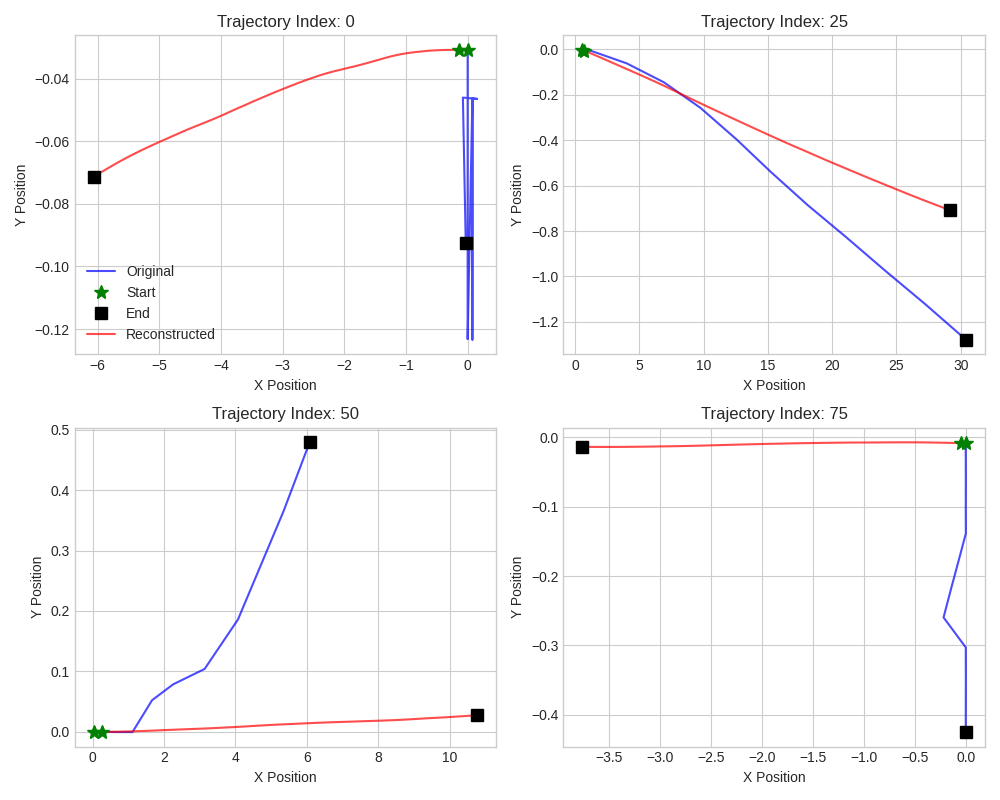 Trajectory Index: 0
Y Position
−0.04
−0.06
−0.08
−0.10
−0.12
Original
Start
End
Reconstructed
−6 −5 −4 −3 −2 −1 0
X Position
Trajectory Index: 25
Y Position
0.0
−0.2
−0.4
−0.6
−0.8
−1.0
−1.2
0 5 10 15 20 25 30
X Position
Trajectory Index: 50
Y Position
0.5
0.4
0.3
0.2
0.1
0.0
0 2 4 6 8 10
X Position
Trajectory Index: 75
Y Position
0.0
−0.1
−0.2
−0.3
−0.4
−3.5 −3.0 −2.5 −2.0 −1.5 −1.0 −0.5 0.0
X Position